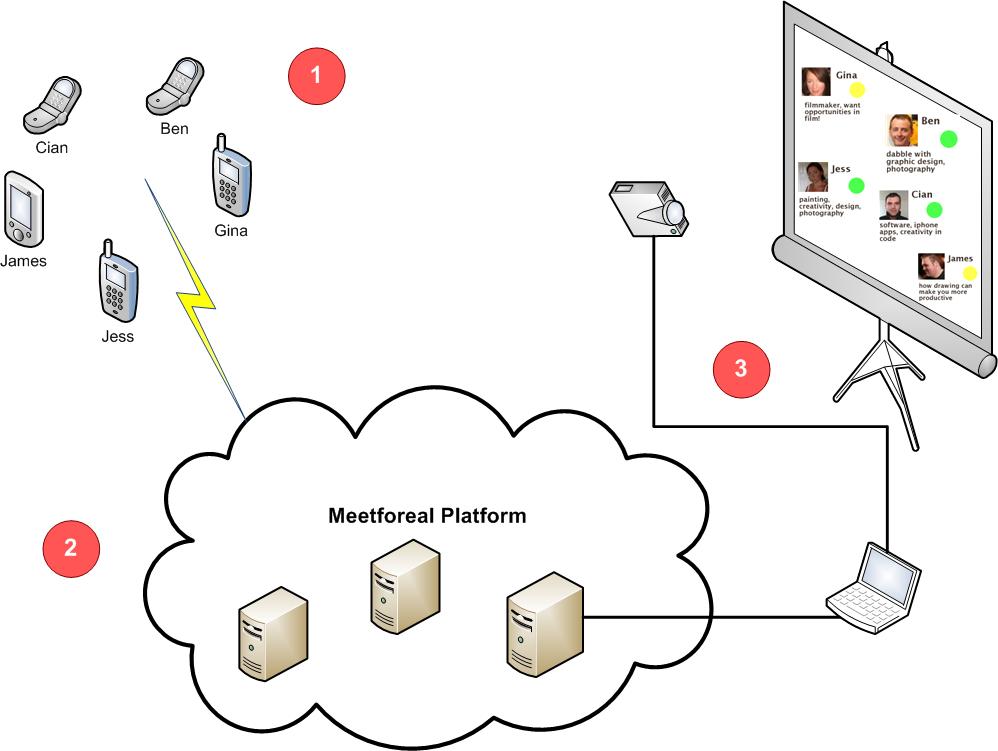 1
Cian
Ben
James
Gina
Jess
2
Meetforeal Platform
3
Gina
filmmaker, want
opportunities in
film!
Ben
dabble with
graphic design,
photography
Jess
painting,
creativity, design,
photography
Cian
software, iphone
apps, creativity in
code
James
how drawing can
make you more
productive